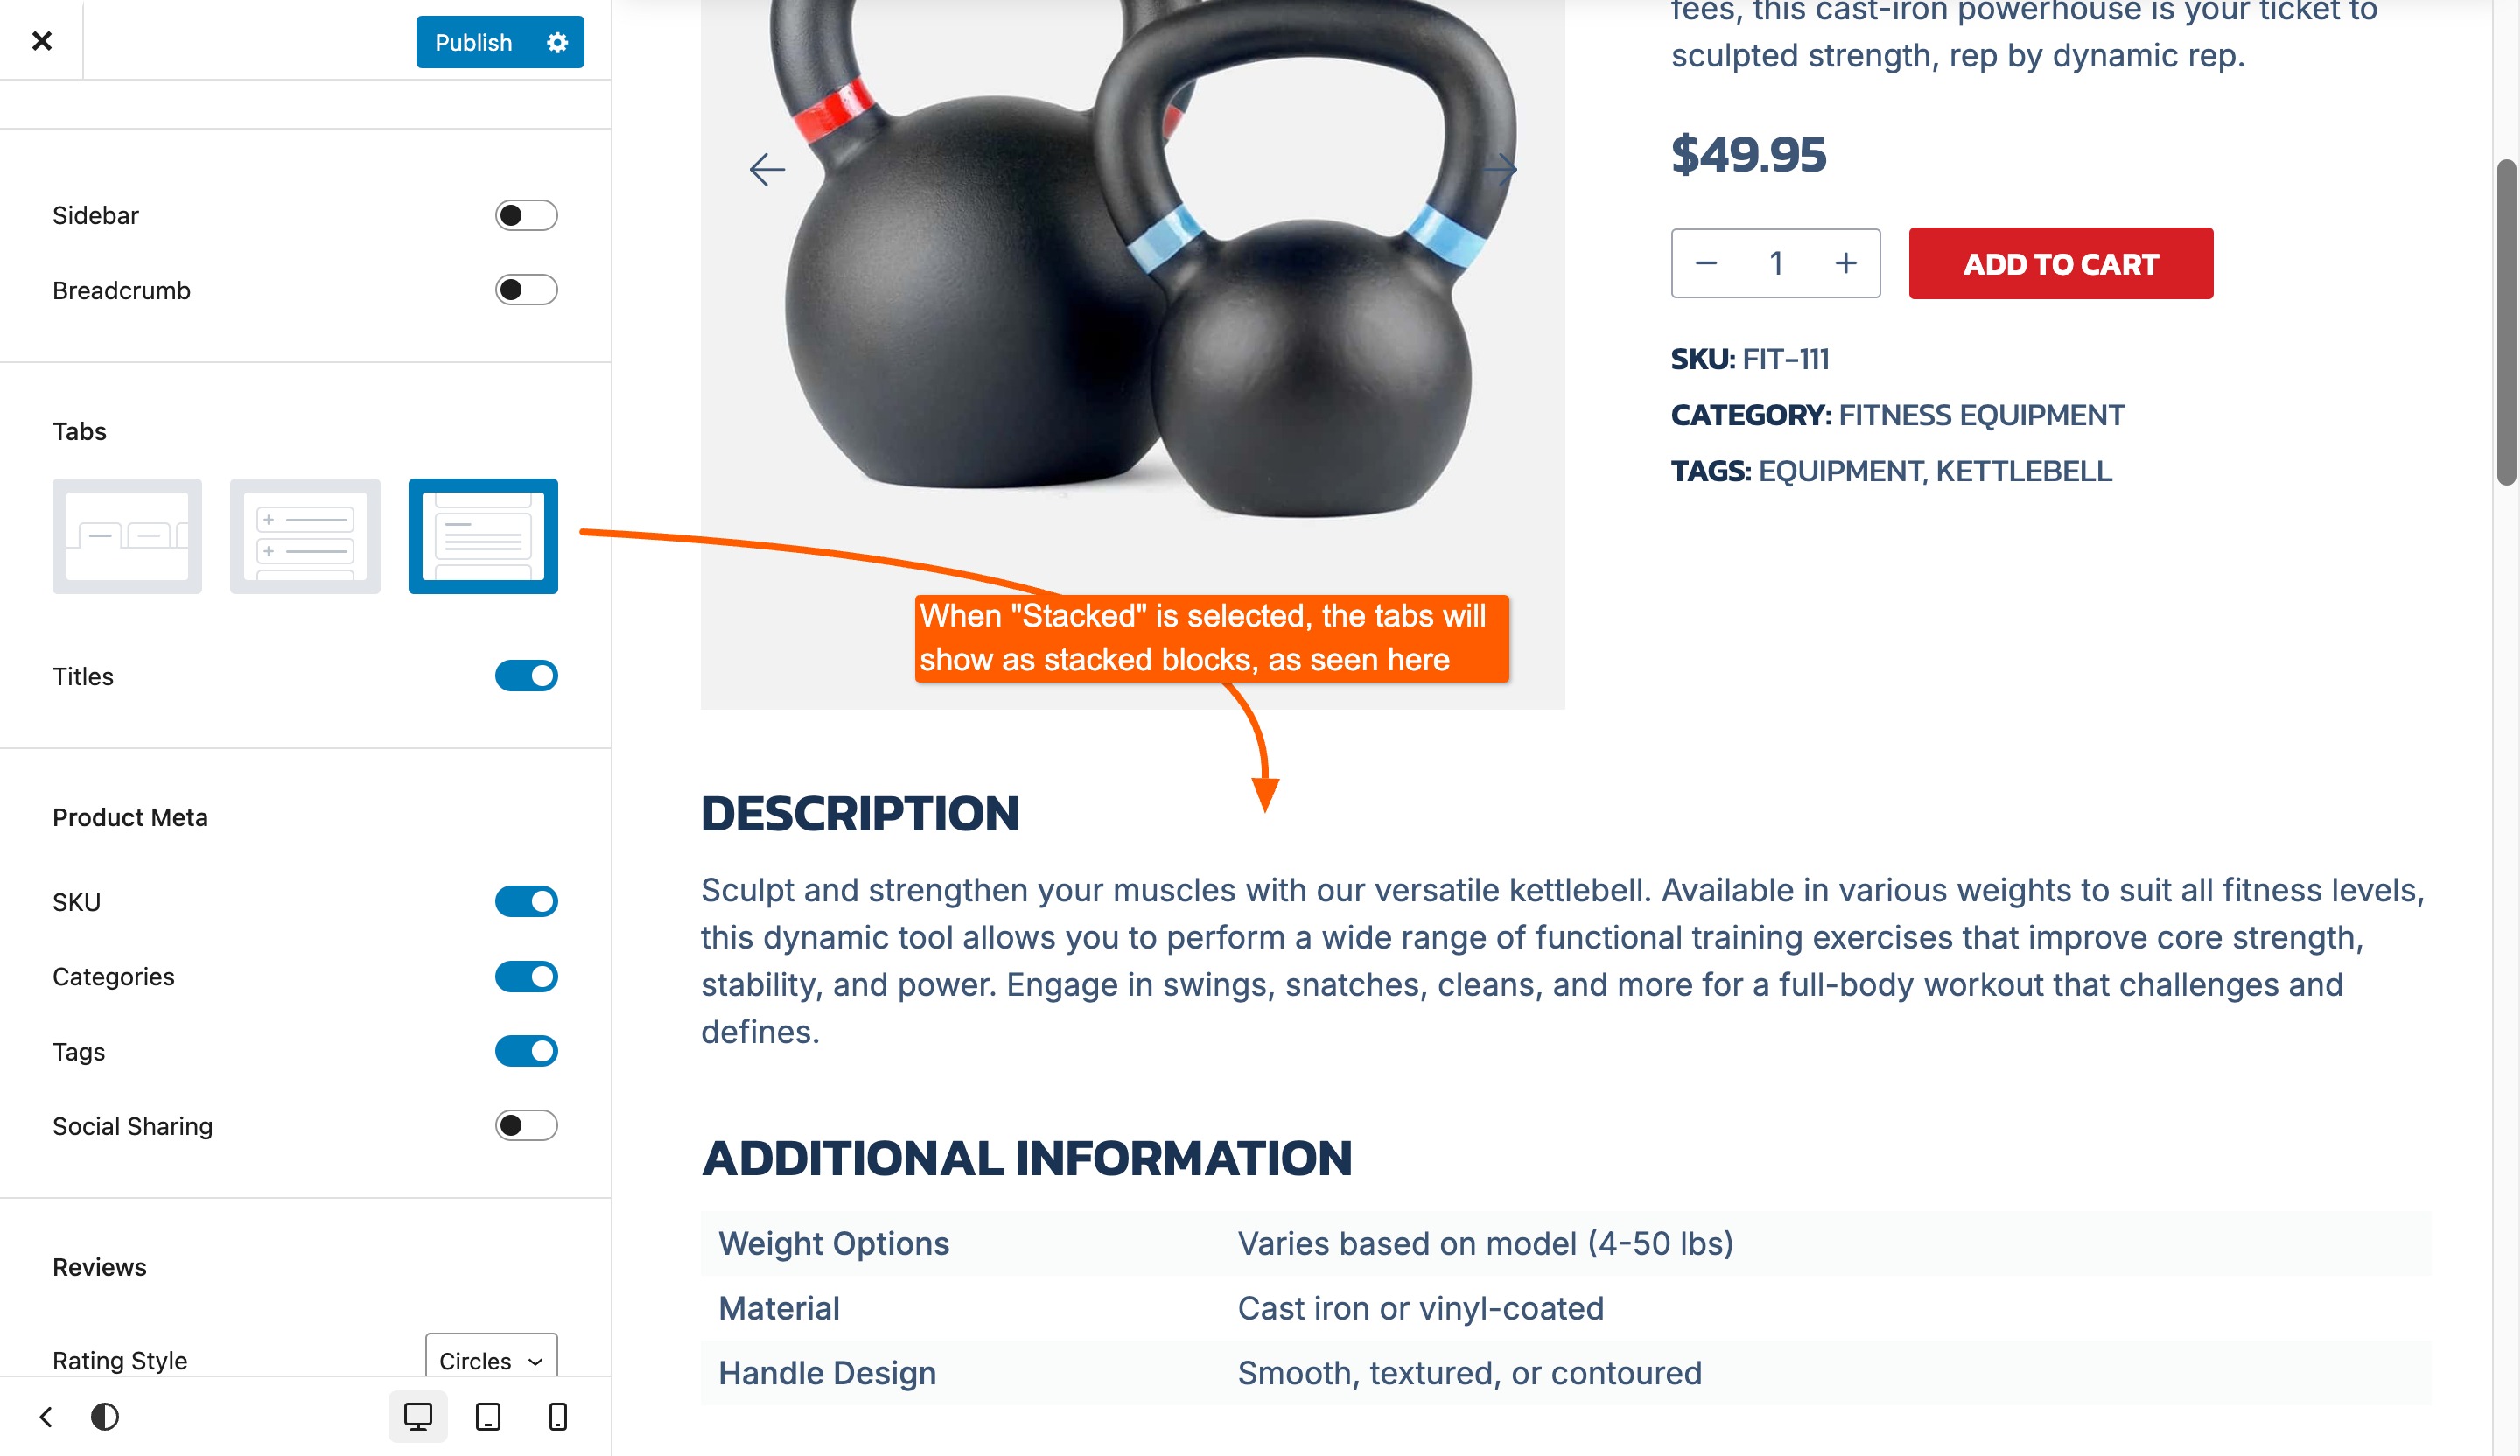 Publish
Sidebar
Breadcrumb
Tabs
Titles
Product Meta
SKU
Categories
Tags
Social Sharing
Reviews
Rating Style
Circles
fees, this cast-iron powerhouse is your ticket to
sculpted strength, rep by dynamic rep.
$49.95
1
ADD TO CART
SKU: FIT-111
CATEGORY: FITNESS EQUIPMENT
TAGS: EQUIPMENT, KETTLEBELL
When "Stacked" is selected, the tabs will
show as stacked blocks, as seen here
DESCRIPTION
Sculpt and strengthen your muscles with our versatile kettlebell. Available in various weights to suit all fitness levels,
this dynamic tool allows you to perform a wide range of functional training exercises that improve core strength,
stability, and power. Engage in swings, snatches, cleans, and more for a full-body workout that challenges and
defines.
ADDITIONAL INFORMATION
Weight Options Varies based on model (4-50 lbs)
Material Cast iron or vinyl-coated
Handle Design Smooth, textured, or contoured